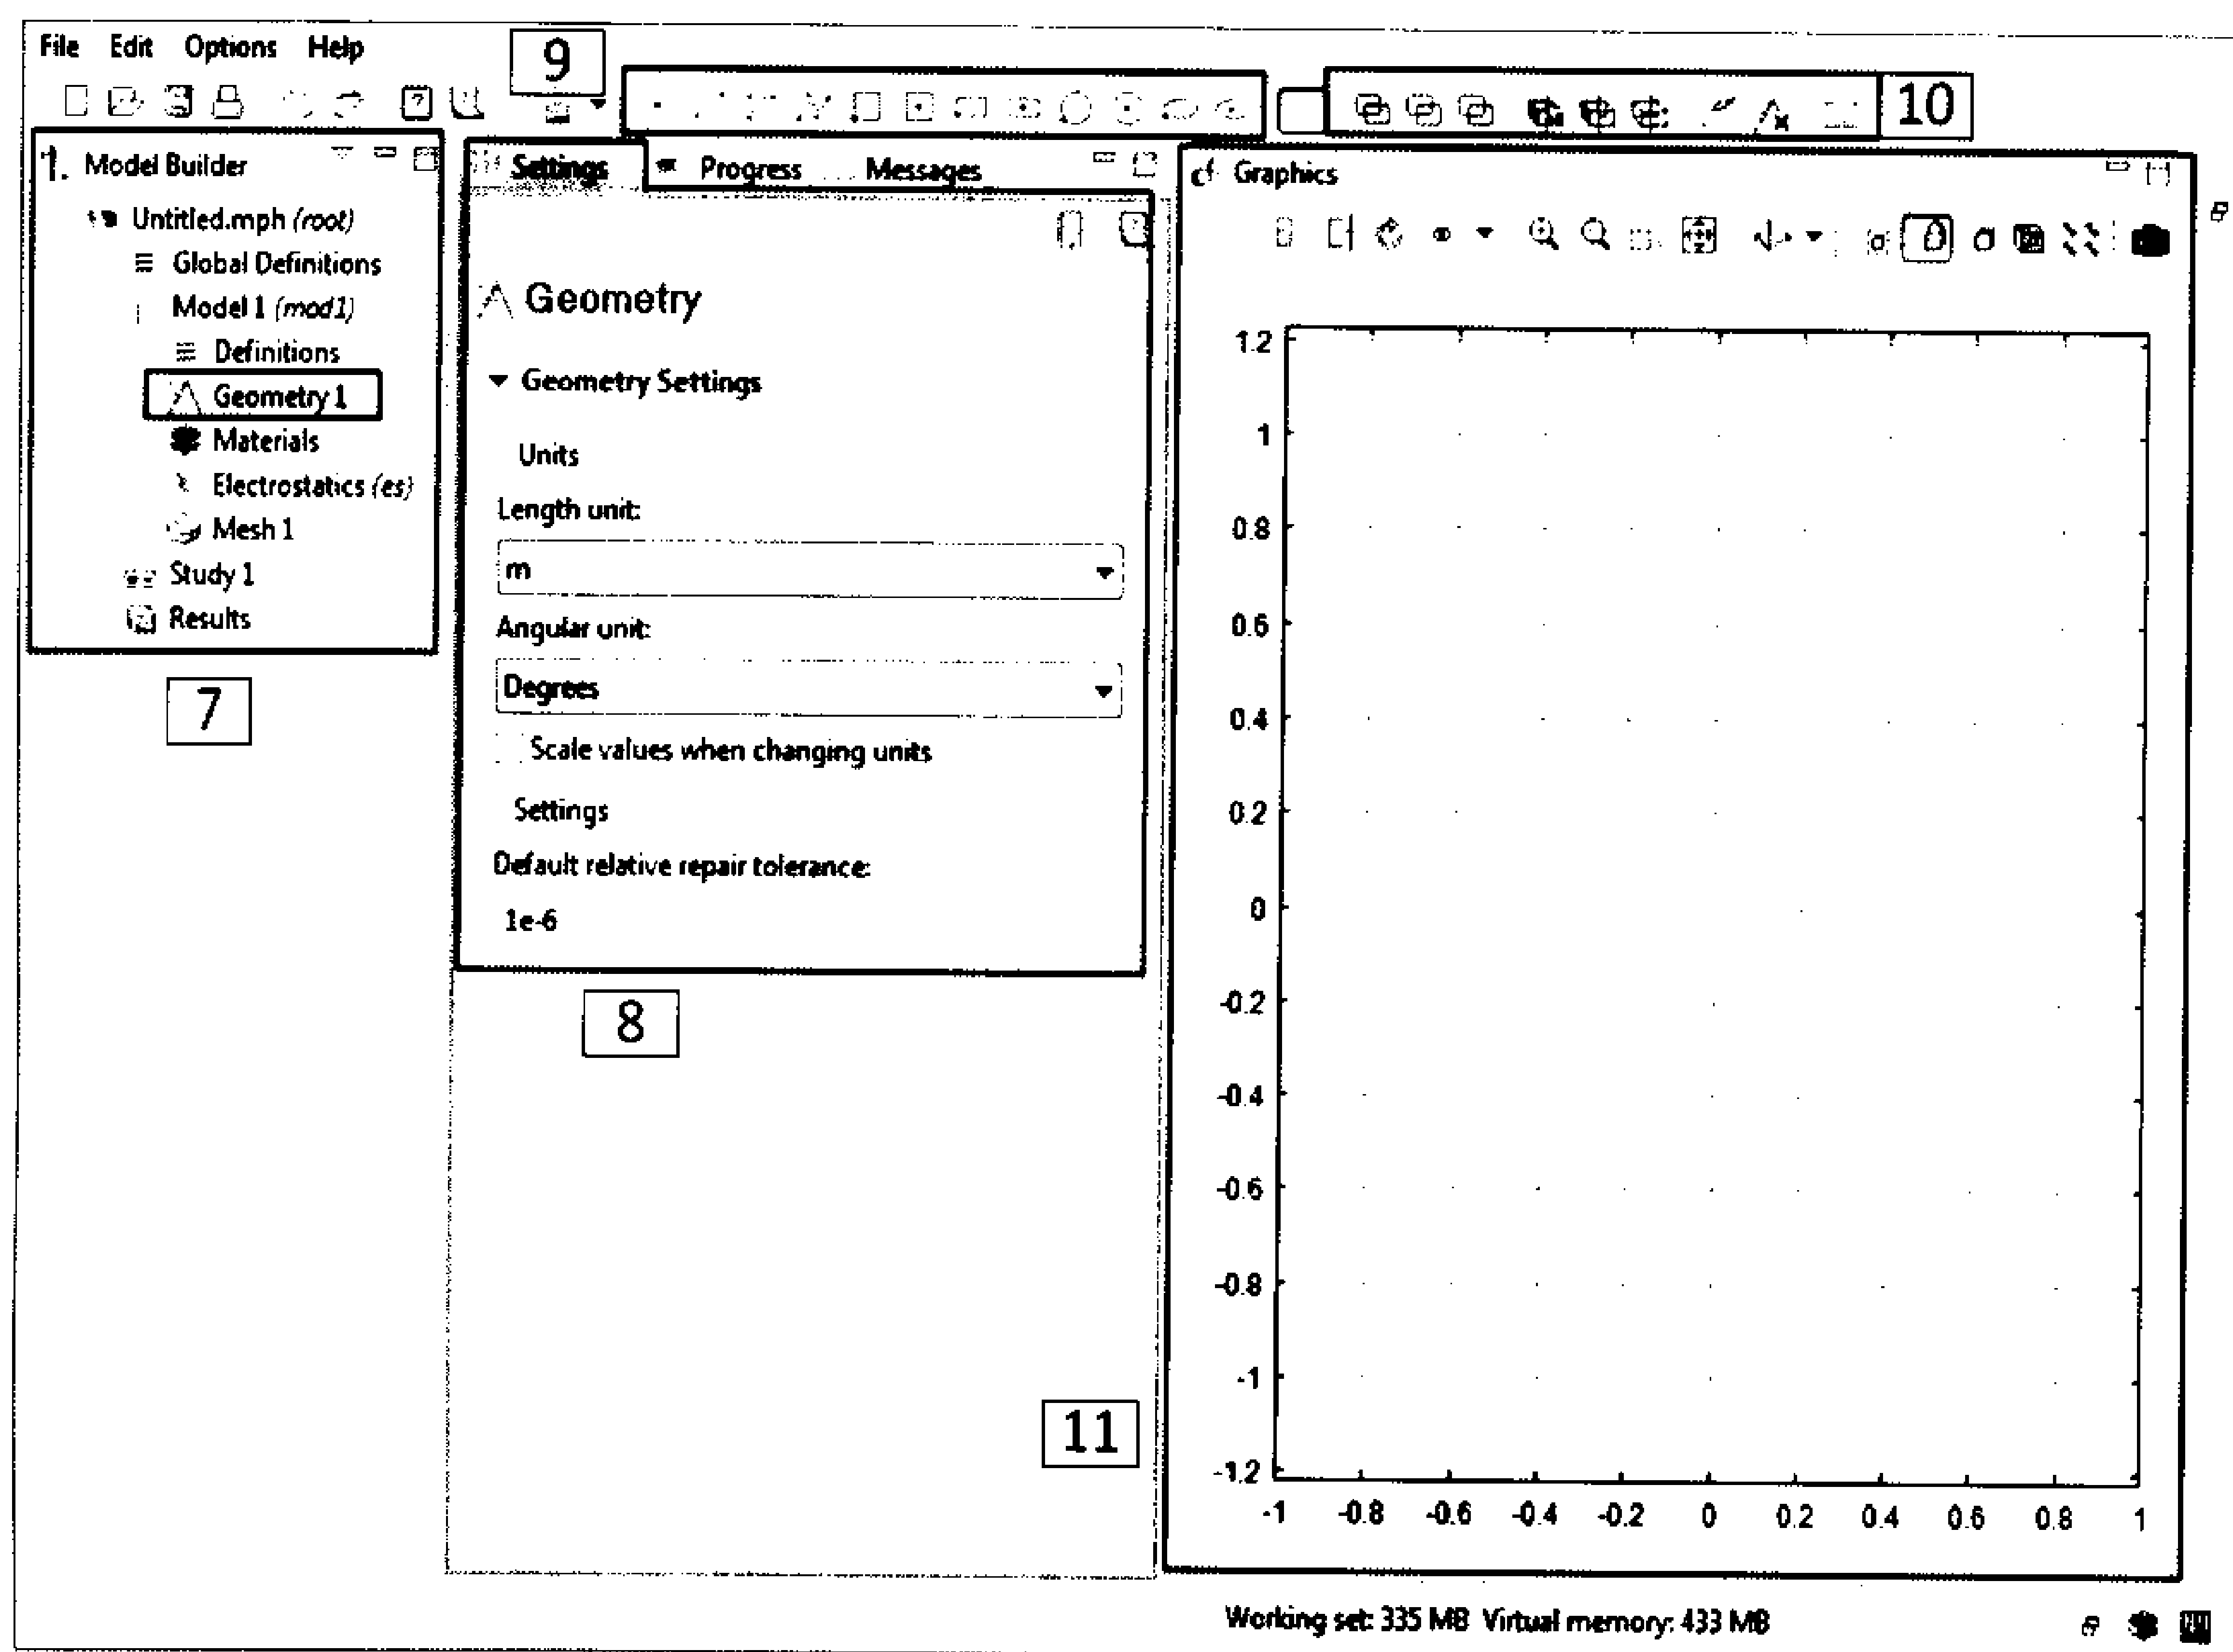 File Edit Options Help
9
10
Model Builder
Untitled.mph (root)
Global Definitions
Model 1 (mod1)
Definitions
Geometry 1
Materials
Electrostatics (es)
Mesh 1
Study 1
Results
7
Settings Progress Messages
Geometry
Geometry Settings
Units
Length unit:
m
Angular unit:
Degrees
Scale values when changing units
Settings
Default relative repair tolerance:
1e-6
8
11
Graphics
1.2
1
0.8
0.6
0.4
0.2
0
-0.2
-0.4
-0.6
-0.8
-1
-1.2
-1 -0.8 -0.6 -0.4 -0.2 0 0.2 0.4 0.6 0.8 1
Working set: 335 MB Virtual memory: 433 MB